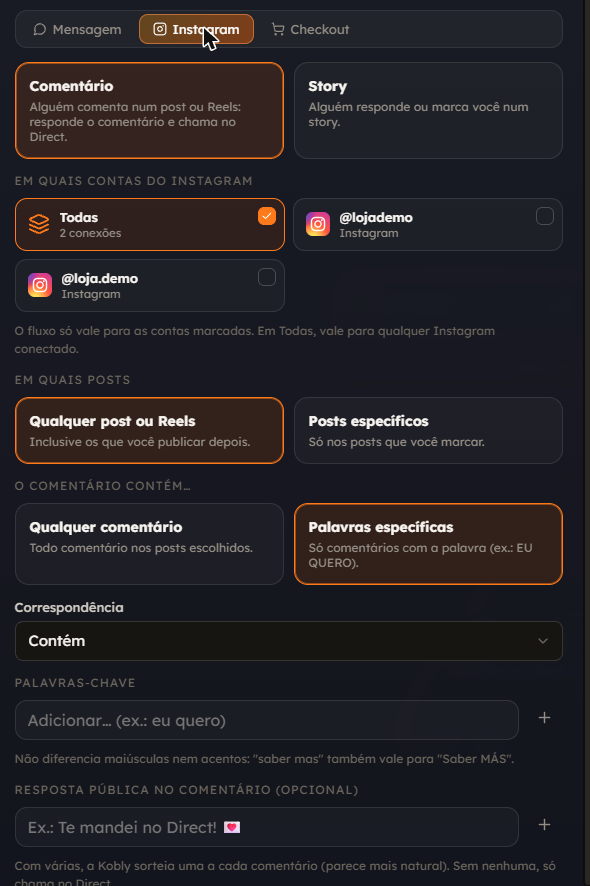 Mensagem
Instagram
Checkout
Comentário
Alguém comenta num post ou Reels:
responde o comentário e chama no
Direct.
Story
Alguém responde ou marca você num
story.
EM QUAIS CONTAS DO INSTAGRAM
Todas
2 conexões
@lojademo
Instagram
@loja.demo
Instagram
O fluxo só vale para as contas marcadas. Em Todas, vale para qualquer Instagram
conectado.
EM QUAIS POSTS
Qualquer post ou Reels
Inclusive os que você publicar depois.
Posts específicos
Só nos posts que você marcar.
O COMENTÁRIO CONTÉM…
Qualquer comentário
Todo comentário nos posts escolhidos.
Palavras específicas
Só comentários com a palavra (ex.: EU
QUERO).
Correspondência
Contém
PALAVRAS-CHAVE
Adicionar… (ex.: eu quero)
Não diferencia maiúsculas nem acentos: "saber mas" também vale para "Saber MÁS".
RESPOSTA PÚBLICA NO COMENTÁRIO (OPCIONAL)
Ex.: Te mandei no Direct! 💌
Com várias, a Kobly sorteia uma a cada comentário (parece mais natural). Sem nenhuma, só
chama no Direct.